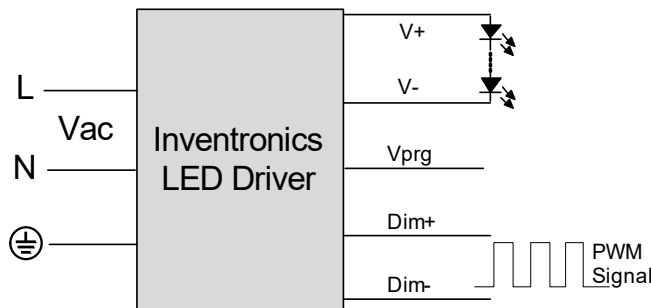 V+
L
V-
Vac
Inventronics
LED Driver
Vprg
N
Dim+
PWM
Signal
Dim-